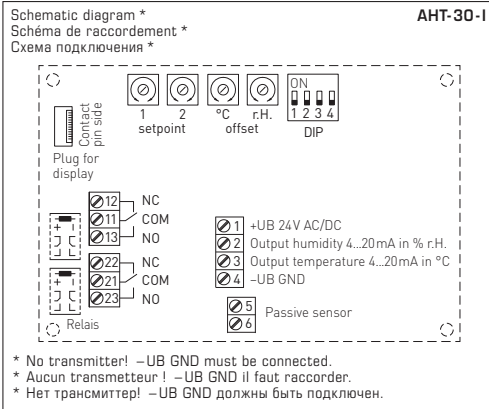 Schematic diagram *
AHT-30-I
Schéma de raccordement *
Схема подключения *
Contact
pin side
Plug for
display
1 2 °C r.H.
setpoint offset
ON
1 2 3 4
DIP
12 NC
11 COM
13 NO
22 NC
21 COM
23 NO
Relais
1 +UB 24V AC/DC
2 Output humidity 4...20mA in % r.H.
3 Output temperature 4...20mA in °C
4 –UB GND
5
6
Passive sensor
* No transmitter! –UB GND must be connected.
* Aucun transmetteur ! –UB GND il faut raccorder.
* Нет трансмиттер! –UB GND должны быть подключен.